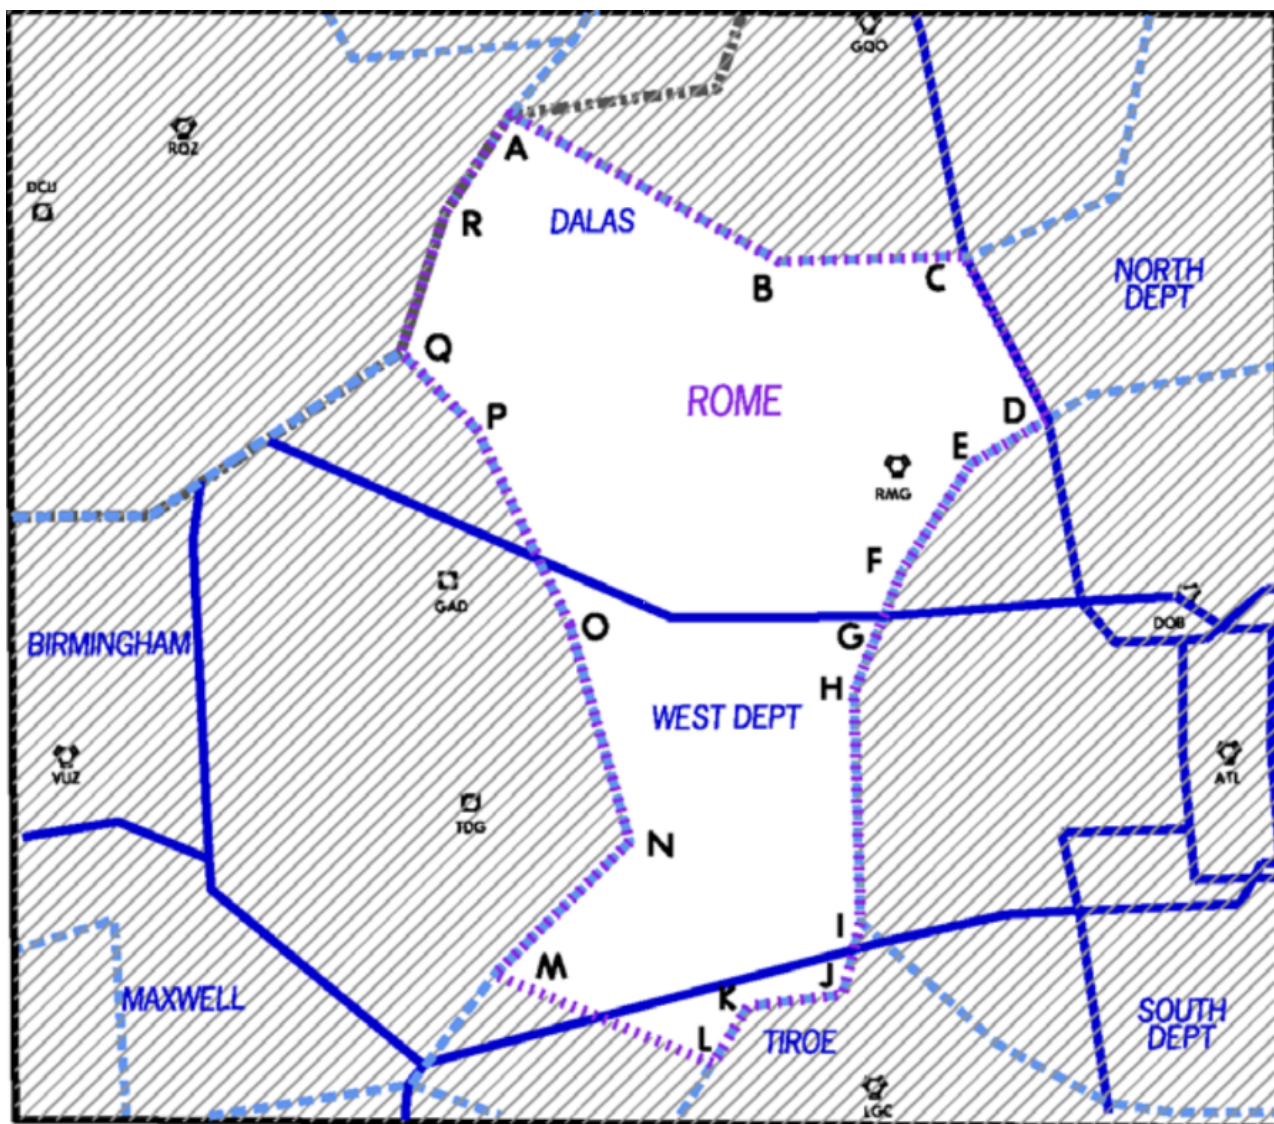 GQO
RQZ
A
DCU
R
DALAS
B
C
NORTH
DEPT
Q
ROME
P
D
E
RMG
F
GAD
O
G
DOB
BIRMINGHAM
H
WEST DEPT
VUZ
ATL
TDG
N
I
M
J
K
MAXWELL
L
TIROE
SOUTH
DEPT
LGC